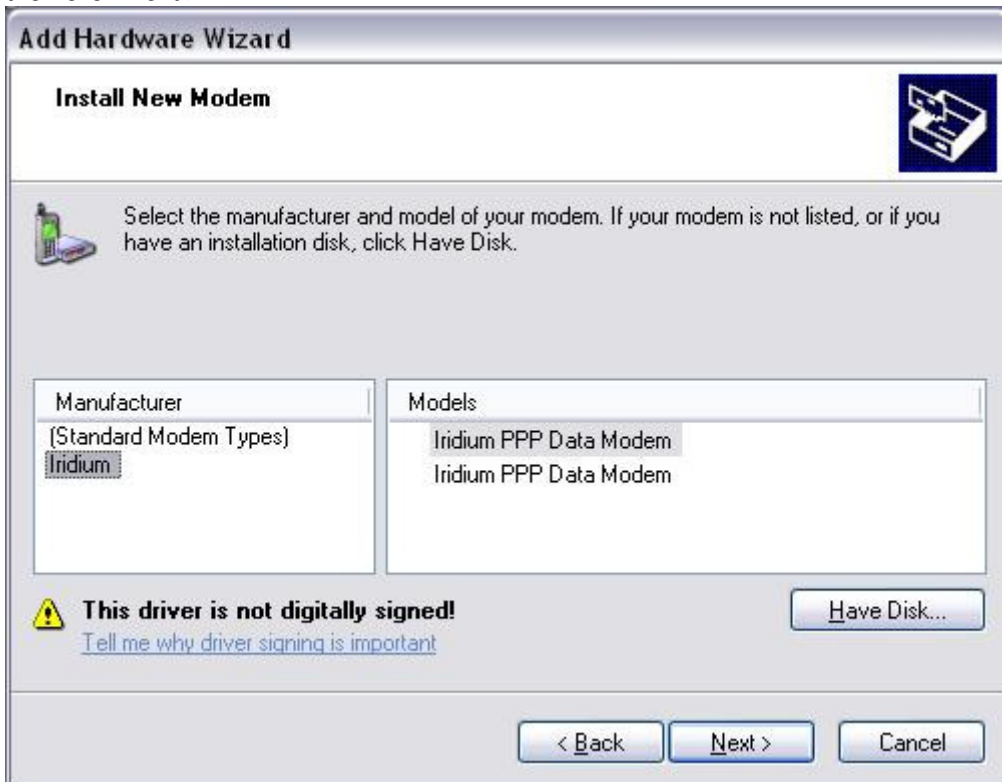 Add Hardware Wizard
Install New Modem
Select the manufacturer and model of your modem. If your modem is not listed, or if you
have an installation disk, click Have Disk.
Manufacturer
(Standard Modem Types)
Iridium
Models
Iridium PPP Data Modem
Iridium PPP Data Modem
This driver is not digitally signed!
Tell me why driver signing is important
Have Disk...
< Back
Next >
Cancel